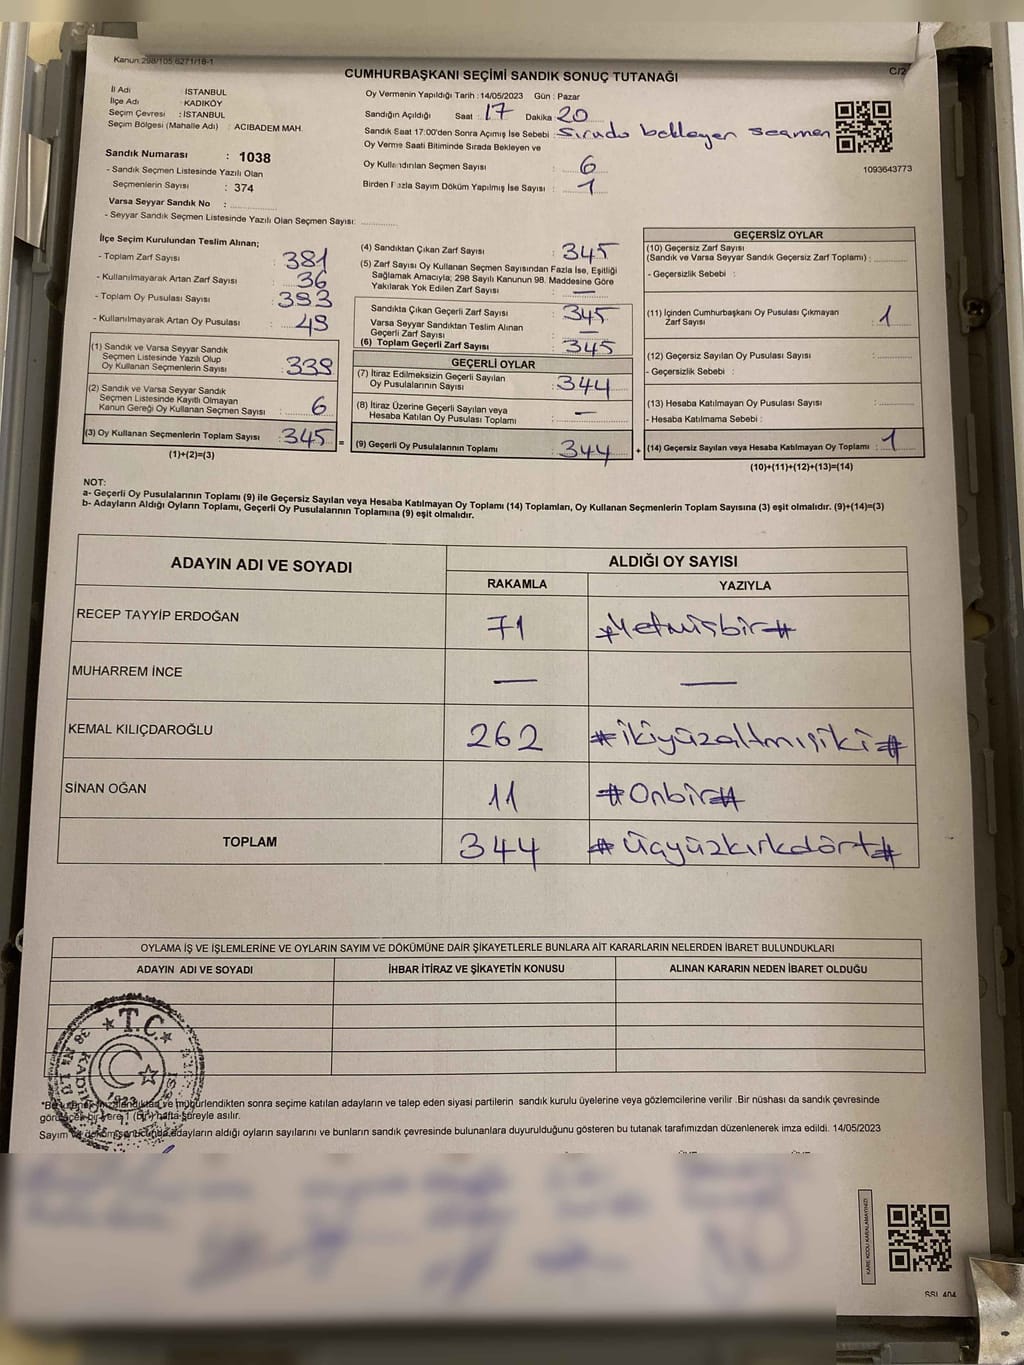 Kanun:298/105,6271/18-1
C/2
CUMHURBAŞKANI SEÇİMİ SANDIK SONUÇ TUTANAĞI
İl Adı : İSTANBUL
İlçe Adı : KADIKÖY
Seçim Çevresi : İSTANBUL
Seçim Bölgesi (Mahalle Adı) : ACIBADEM MAH.
Sandık Numarası : 1038
- Sandık Seçmen Listesinde Yazılı Olan
Seçmenlerin Sayısı : 374
Varsa Seyyar Sandık No :
- Seyyar Sandık Seçmen Listesinde Yazılı Olan Seçmen Sayısı:
Oy Vermenin Yapıldığı Tarih : 14/05/2023 Gün : Pazar
Sandığın Açıldığı Saat : 17 Dakika : 20
Sandık Saat 17:00'den Sonra Açımış İse Sebebi : Sırada bekleyen seçmen
Oy Verme Saati Bitiminde Sırada Bekleyen ve
Oy Kullandırılan Seçmen Sayısı : 6
Birden Fazla Sayım Döküm Yapılmış İse Sayısı : 1
1093643773
İlçe Seçim Kurulundan Teslim Alınan;
- Toplam Zarf Sayısı : 381
- Kullanılmayarak Artan Zarf Sayısı : 36
- Toplam Oy Pusulası Sayısı : 393
- Kullanılmayarak Artan Oy Pusulası : 49
(1) Sandık ve Varsa Seyyar Sandık
Seçmen Listesinde Yazılı Olup
Oy Kullanan Seçmenlerin Sayısı : 339
(2) Sandık ve Varsa Seyyar Sandık
Seçmen Listesinde Kayıtlı Olmayan
Kanun Gereği Oy Kullanan Seçmen Sayısı : 6
(3) Oy Kullanan Seçmenlerin Toplam Sayısı : 345 =
(1)+(2)=(3)
(4) Sandıktan Çıkan Zarf Sayısı : 345
(5) Zarf Sayısı Oy Kullanan Seçmen Sayısından Fazla İse, Eşitliği
Sağlamak Amacıyla; 298 Sayılı Kanunun 98. Maddesine Göre
Yakılarak Yok Edilen Zarf Sayısı : —
Sandıkta Çıkan Geçerli Zarf Sayısı : 345
Varsa Seyyar Sandıktan Teslim Alınan
Geçerli Zarf Sayısı : —
(6) Toplam Geçerli Zarf Sayısı : 345
GEÇERLİ OYLAR
(7) İtiraz Edilmeksizin Geçerli Sayılan
Oy Pusulalarının Sayısı : 344
(8) İtiraz Üzerine Geçerli Sayılan veya
Hesaba Katılan Oy Pusulası Toplamı : —
(9) Geçerli Oy Pusulalarının Toplamı : 344 +
GEÇERSİZ OYLAR
(10) Geçersiz Zarf Sayısı
(Sandık ve Varsa Seyyar Sandık Geçersiz Zarf Toplamı) :
- Geçersizlik Sebebi :
(11) İçinden Cumhurbaşkanı Oy Pusulası Çıkmayan
Zarf Sayısı : 1
(12) Geçersiz Sayılan Oy Pusulası Sayısı :
- Geçersizlik Sebebi :
(13) Hesaba Katılmayan Oy Pusulası Sayısı :
- Hesaba Katılmama Sebebi :
(14) Geçersiz Sayılan veya Hesaba Katılmayan Oy Toplamı : 1
(10)+(11)+(12)+(13)=(14)
NOT:
a- Geçerli Oy Pusulalarının Toplamı (9) ile Geçersiz Sayılan veya Hesaba Katılmayan Oy Toplamı (14) Toplamları, Oy Kullanan Seçmenlerin Toplam Sayısına (3) eşit olmalıdır. (9)+(14)=(3)
b- Adayların Aldığı Oyların Toplamı, Geçerli Oy Pusulalarının Toplamına (9) eşit olmalıdır.
ADAYIN ADI VE SOYADI ALDIĞI OY SAYISI
RAKAMLA YAZIYLA
RECEP TAYYİP ERDOĞAN 71 #Yetmişbir#
MUHARREM İNCE — —
KEMAL KILIÇDAROĞLU 262 #ikiyüzaltmışiki#
SİNAN OĞAN 11 #Onbir#
TOPLAM 344 #Üçyüzkırkdört#
OYLAMA İŞ VE İŞLEMLERİNE VE OYLARIN SAYIM VE DÖKÜMÜNE DAİR ŞİKAYETLERLE BUNLARA AİT KARARLARIN NELERDEN İBARET BULUNDUKLARI
ADAYIN ADI VE SOYADI İHBAR İTİRAZ VE ŞİKAYETİN KONUSU ALINAN KARARIN NEDEN İBARET OLDUĞU
T.C.
1923
mühürlendikten sonra seçime katılan adayların ve talep eden siyasi partilerin sandık kurulu üyelerine veya gözlemcilerine verilir .Bir nüshası da sandık çevresinde
görülecek bir yere 1 (bir) hafta süreyle asılır.
Sayım ve döküm sonucunda adayların aldığı oyların sayılarını ve bunların sandık çevresinde bulunanlara duyurulduğunu gösteren bu tutanak tarafımızdan düzenlenerek imza edildi. 14/05/2023
KARE KODU KARALAMAYINIZ!
SSI 404